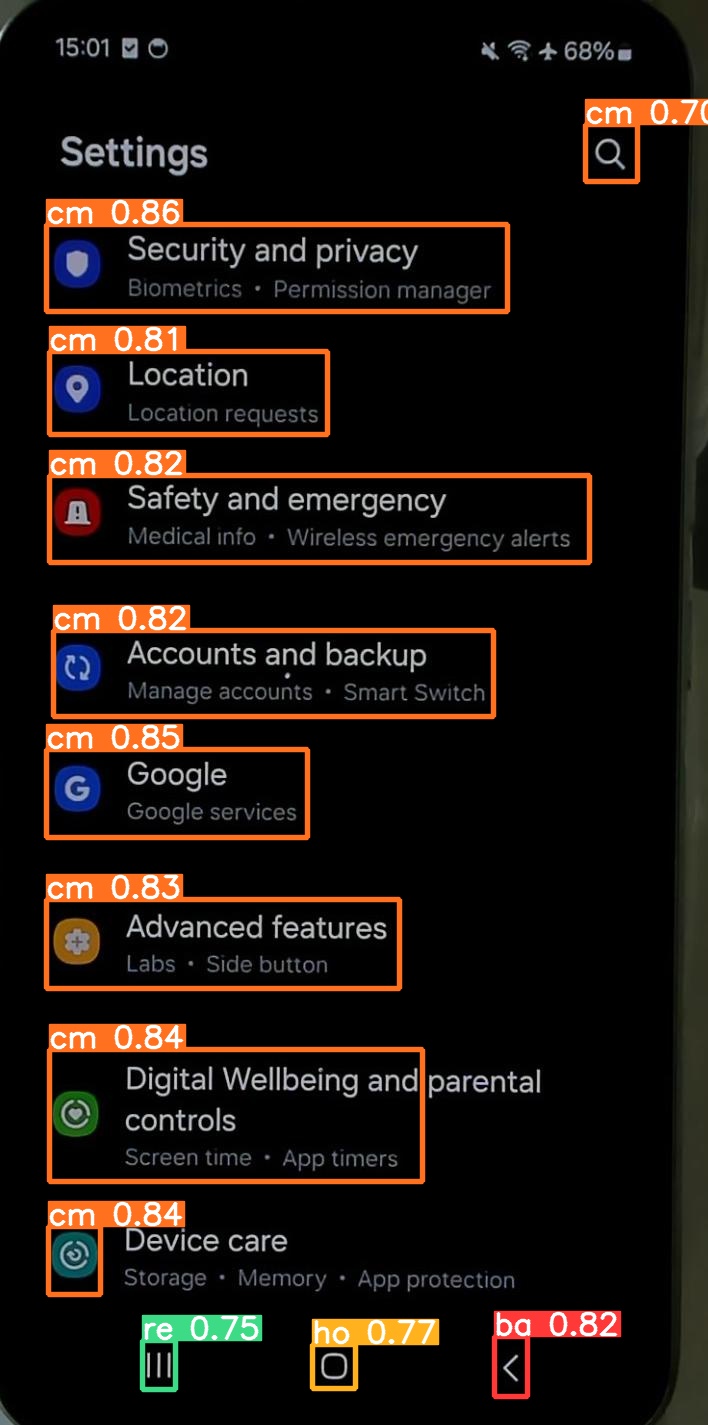 15:01 68%
cm 0.70
Settings
cm 0.86
Security and privacy
Biometrics • Permission manager
cm 0.81
Location
Location requests
cm 0.82
Safety and emergency
Medical info • Wireless emergency alerts
cm 0.82
Accounts and backup
Manage accounts • Smart Switch
cm 0.85
G
Google
Google services
cm 0.83
Advanced features
Labs • Side button
cm 0.84
Digital Wellbeing and parental
controls
Screen time • App timers
cm 0.84
Device care
Storage • Memory • App protection
re 0.75 ho 0.77 ba 0.82